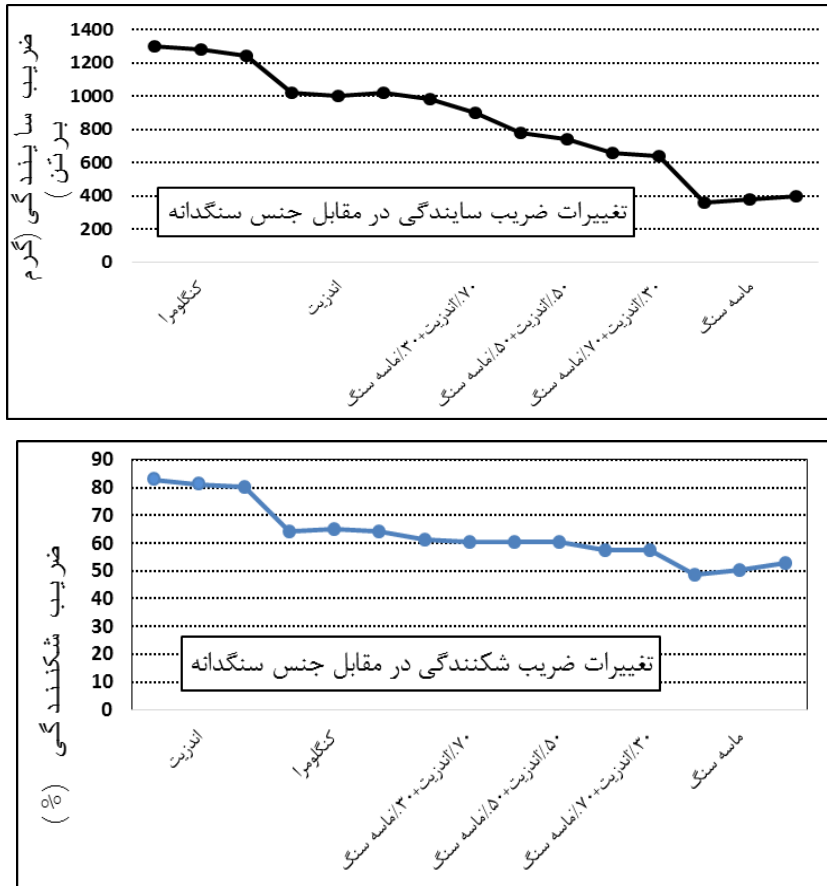 ضریب سایندگی (گرم
برتن)
1400
1200
1000
800
600
400
200
0
تغییرات ضریب سایندگی در مقابل جنس سنگدانه
کنگلومرا
اندزیت
۷۰٪اندزیت+۳۰٪ماسه سنگ
۵۰٪اندزیت+۵۰٪ماسه سنگ
۳۰٪اندزیت+۷۰٪ماسه سنگ
ماسه سنگ
ضریب شکنندگی (%)
90
80
70
60
50
40
30
20
10
0
تغییرات ضریب شکنندگی در مقابل جنس سنگدانه
اندزیت
کنگلومرا
۷۰٪اندزیت+۳۰٪ماسه سنگ
۵۰٪اندزیت+۵۰٪ماسه سنگ
۳۰٪اندزیت+۷۰٪ماسه سنگ
ماسه سنگ